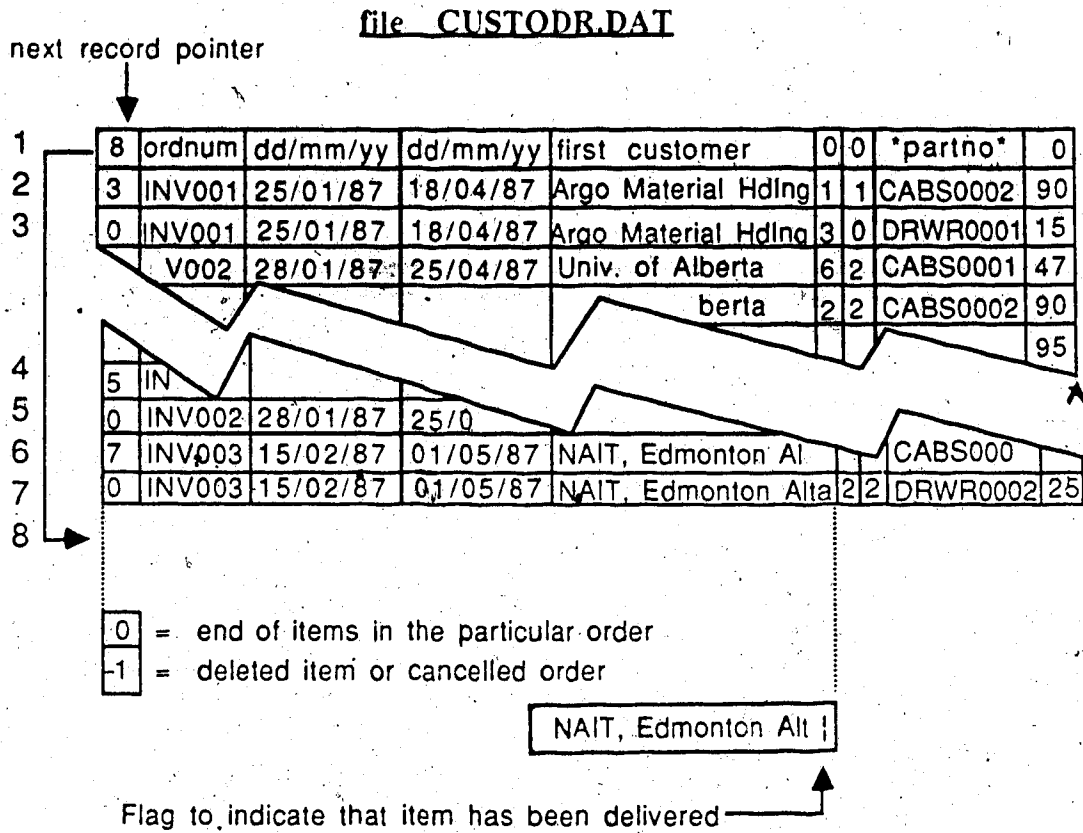 file CUSTODR.DAT
next record pointer
1 8 ordnum dd/mm/yy dd/mm/yy first customer 0 0 *partno* 0
2 3 INV001 25/01/87 18/04/87 Argo Material Hdlng 1 1 CABS0002 90
3 0 INV001 25/01/87 18/04/87 Argo Material Hdlng 3 0 DRWR0001 15
V002 28/01/87 25/04/87 Univ. of Alberta 6 2 CABS0001 47
berta 2 2 CABS0002 90
95
4 5 IN
5 0 INV002 28/01/87 25/0
6 7 INV003 15/02/87 01/05/87 NAIT, Edmonton Al CABS000
7 0 INV003 15/02/87 01/05/87 NAIT, Edmonton Alta 2 2 DRWR0002 25
8
0 = end of items in the particular order
-1 = deleted item or cancelled order
NAIT, Edmonton Alt ¦
Flag to indicate that item has been delivered